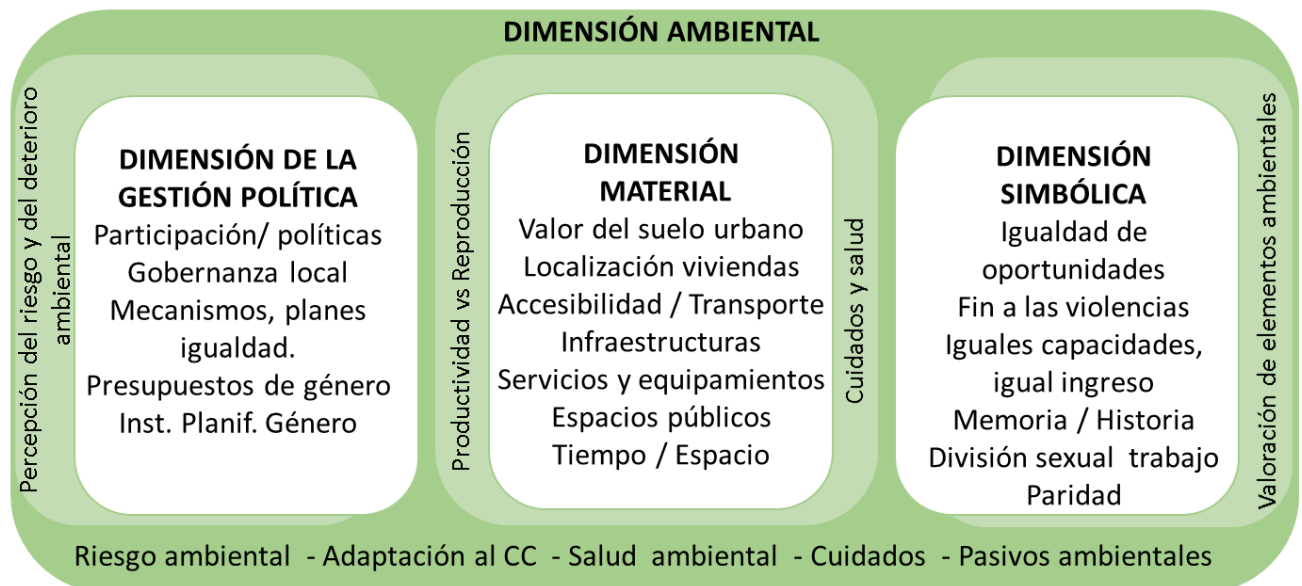 DIMENSIÓN AMBIENTAL
Percepción del riesgo y del deterioro
ambiental
DIMENSIÓN DE LA
GESTIÓN POLÍTICA
Participación/ políticas
Gobernanza local
Mecanismos, planes
igualdad.
Presupuestos de género
Inst. Planif. Género
Productividad vs Reproducción
DIMENSIÓN
MATERIAL
Valor del suelo urbano
Localización viviendas
Accesibilidad / Transporte
Infraestructuras
Servicios y equipamientos
Espacios públicos
Tiempo / Espacio
Cuidados y salud
DIMENSIÓN
SIMBÓLICA
Igualdad de
oportunidades
Fin a las violencias
Iguales capacidades,
igual ingreso
Memoria / Historia
División sexual trabajo
Paridad
Valoración de elementos ambientales
Riesgo ambiental - Adaptación al CC - Salud ambiental - Cuidados - Pasivos ambientales